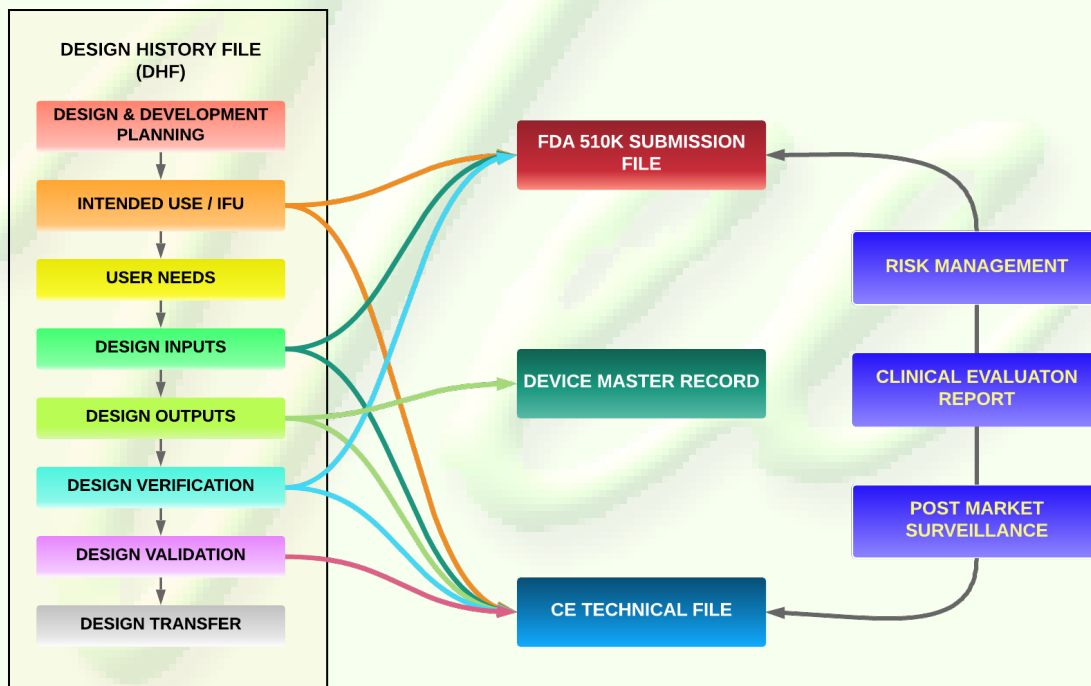 DESIGN HISTORY FILE
(DHF)
DESIGN & DEVELOPMENT
PLANNING
INTENDED USE / IFU
USER NEEDS
DESIGN INPUTS
DESIGN OUTPUTS
DESIGN VERIFICATION
DESIGN VALIDATION
DESIGN TRANSFER
FDA 510K SUBMISSION
FILE
DEVICE MASTER RECORD
CE TECHNICAL FILE
RISK MANAGEMENT
CLINICAL EVALUATON
REPORT
POST MARKET
SURVEILLANCE